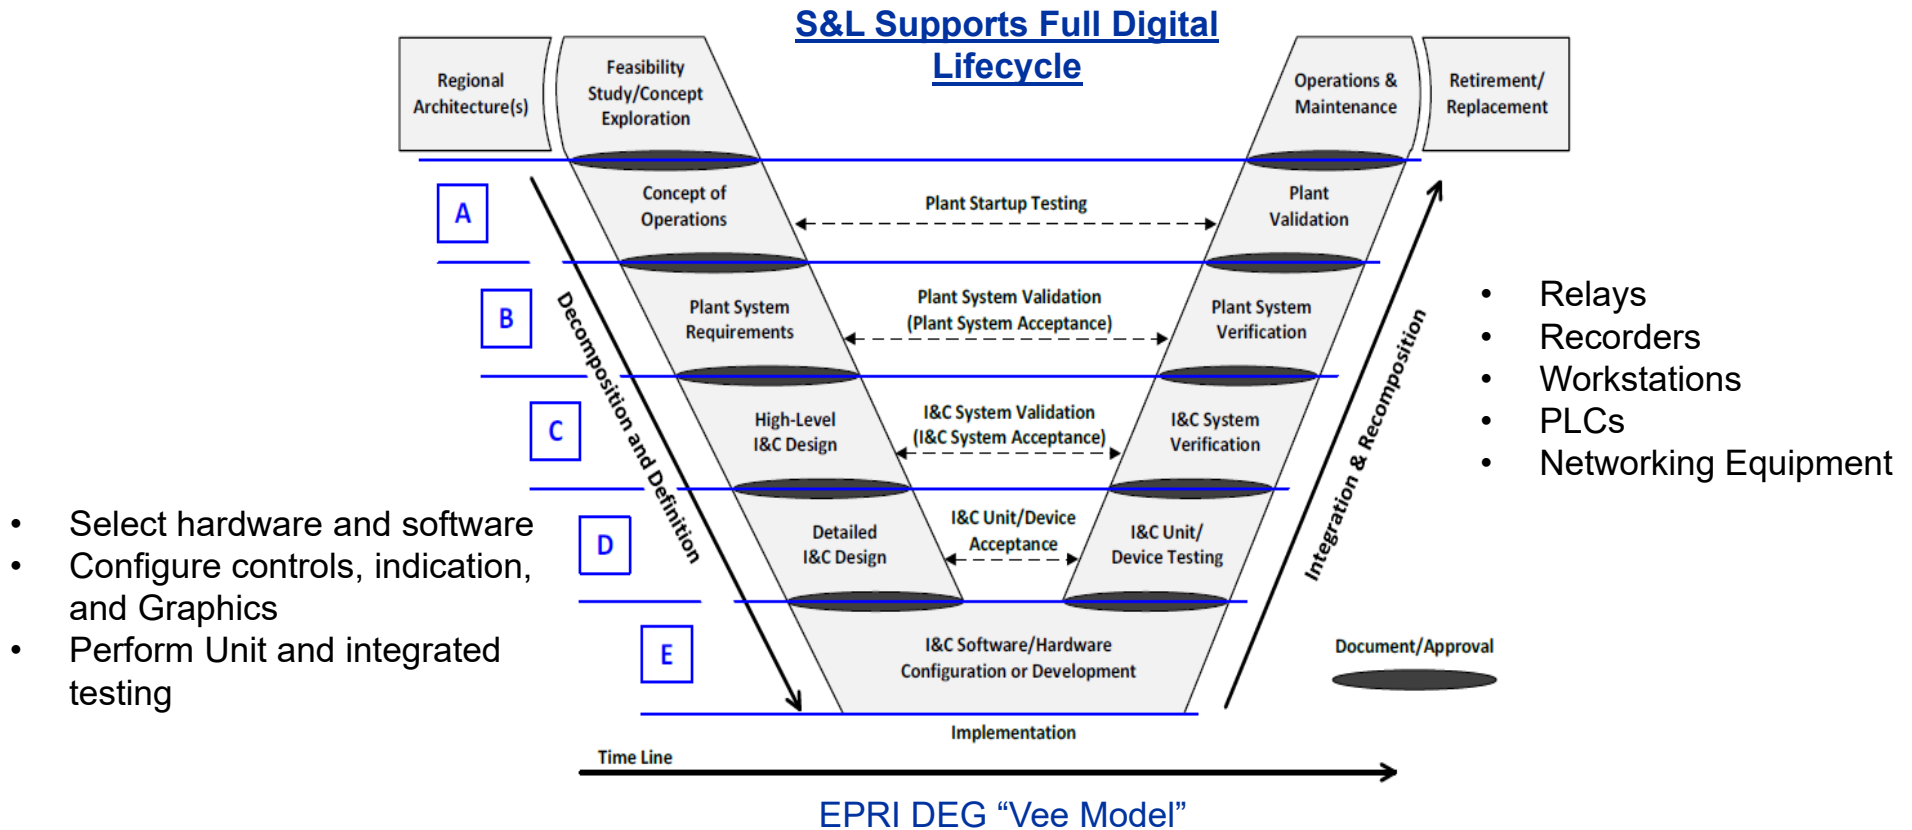 S&L Supports Full Digital
Lifecycle
Regional
Architecture(s)
Feasibility
Study/Concept
Exploration
Operations &
Maintenance
Retirement/
Replacement
A
Concept of
Operations
Plant Startup Testing
Plant
Validation
B
Plant System
Requirements
Plant System Validation
(Plant System Acceptance)
Plant System
Verification
C
High-Level
I&C Design
I&C System Validation
(I&C System Acceptance)
I&C System
Verification
D
Detailed
I&C Design
I&C Unit/Device
Acceptance
I&C Unit/
Device Testing
E
I&C Software/Hardware
Configuration or Development
Decomposition and Definition
Integration & Recomposition
• Relays
• Recorders
• Workstations
• PLCs
• Networking Equipment
• Select hardware and software
• Configure controls, indication,
and Graphics
• Perform Unit and integrated
testing
Document/Approval
Implementation
Time Line
EPRI DEG “Vee Model”